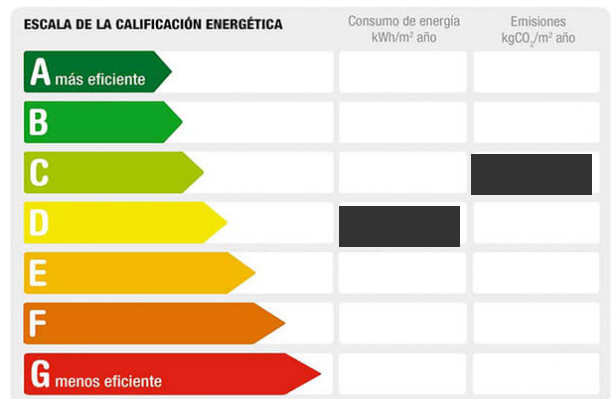 ESCALA DE LA CALIFICACIÓN ENERGÉTICA
Consumo de energía
kWh/m² año
Emisiones
kgCO₂/m² año
A más eficiente
B
C
D
E
F
G menos eficiente